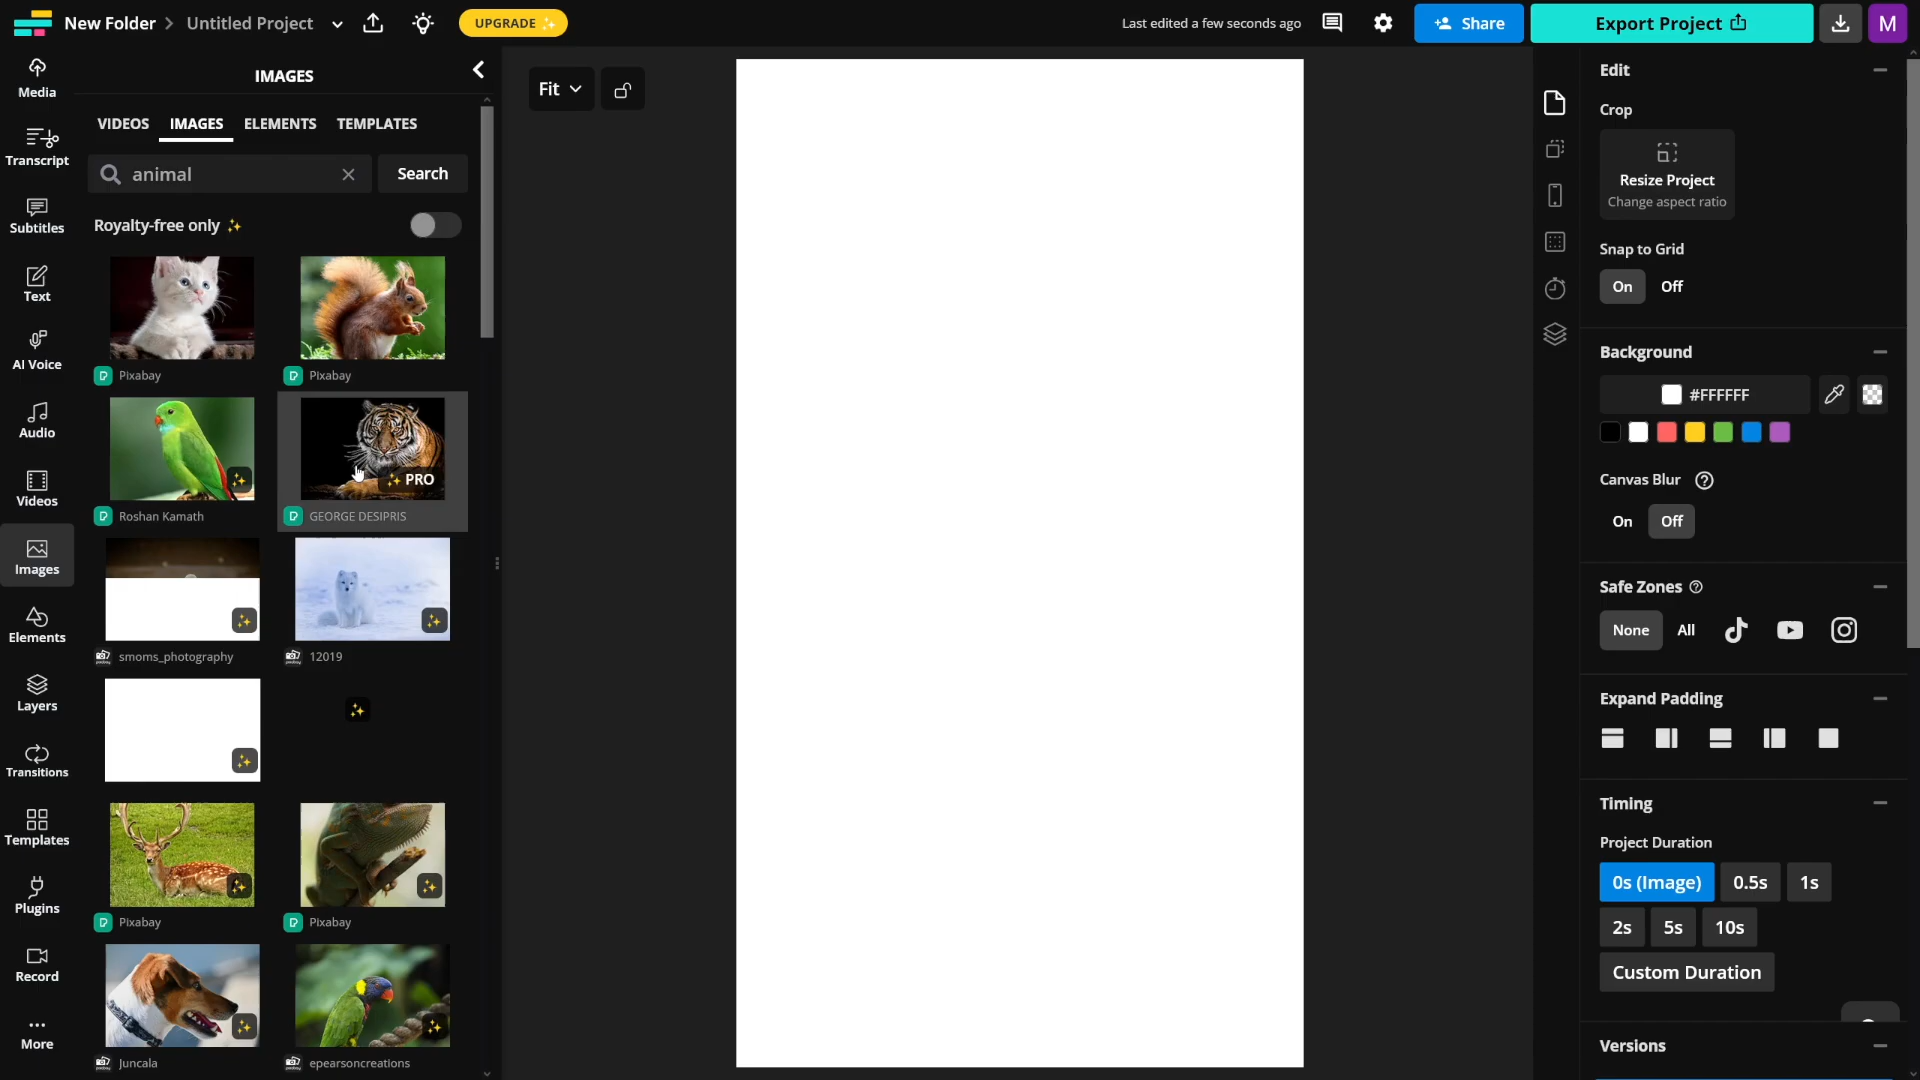 New Folder > Untitled Project
UPGRADE
Last edited a few seconds ago
Share
Export Project
M
Media
Transcript
Subtitles
Text
AI Voice
Audio
Videos
Images
Elements
Layers
Transitions
Templates
Plugins
Record
More
IMAGES
VIDEOS IMAGES ELEMENTS TEMPLATES
animal
Search
Royalty-free only
Pixabay
Pixabay
PRO
Roshan Kamath
GEORGE DESIPRIS
smoms_photography
12019
Pixabay
Pixabay
Juncala
epearsoncreations
Fit
Edit
Crop
Resize Project
Change aspect ratio
Snap to Grid
On Off
Background
#FFFFFF
Canvas Blur
On Off
Safe Zones
None All
Expand Padding
Timing
Project Duration
0s (Image) 0.5s 1s
2s 5s 10s
Custom Duration
Versions